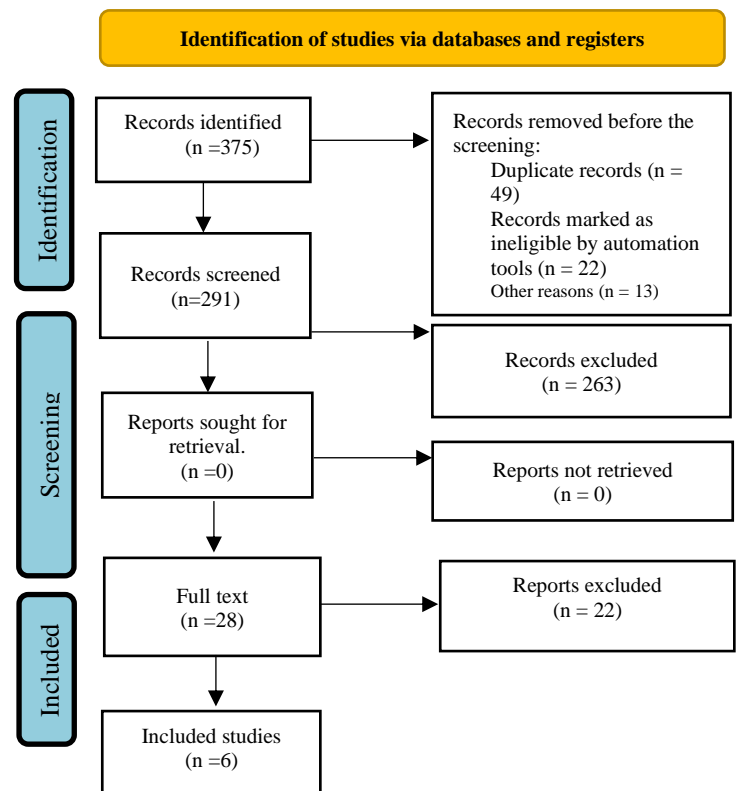 Identification of studies via databases and registers
Identification
Records identified
(n =375)
Records removed before the
screening:
Duplicate records (n =
49)
Records marked as
ineligible by automation
tools (n = 22)
Other reasons (n = 13)
Records screened
(n=291)
Screening
Records excluded
(n = 263)
Reports sought for
retrieval.
(n =0)
Reports not retrieved
(n = 0)
Full text
(n =28)
Reports excluded
(n = 22)
Included
Included studies
(n =6)